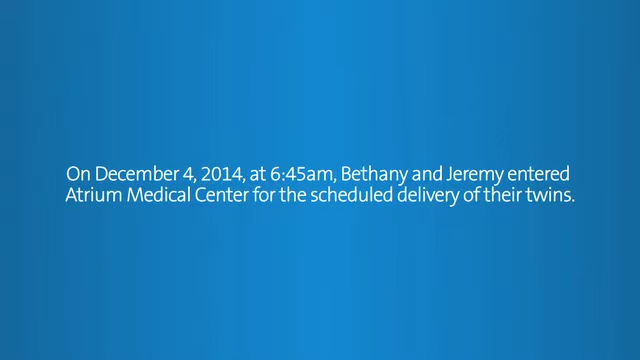 On December 4, 2014, at 6:45am, Bethany and Jeremy entered
Atrium Medical Center for the scheduled delivery of their twins.